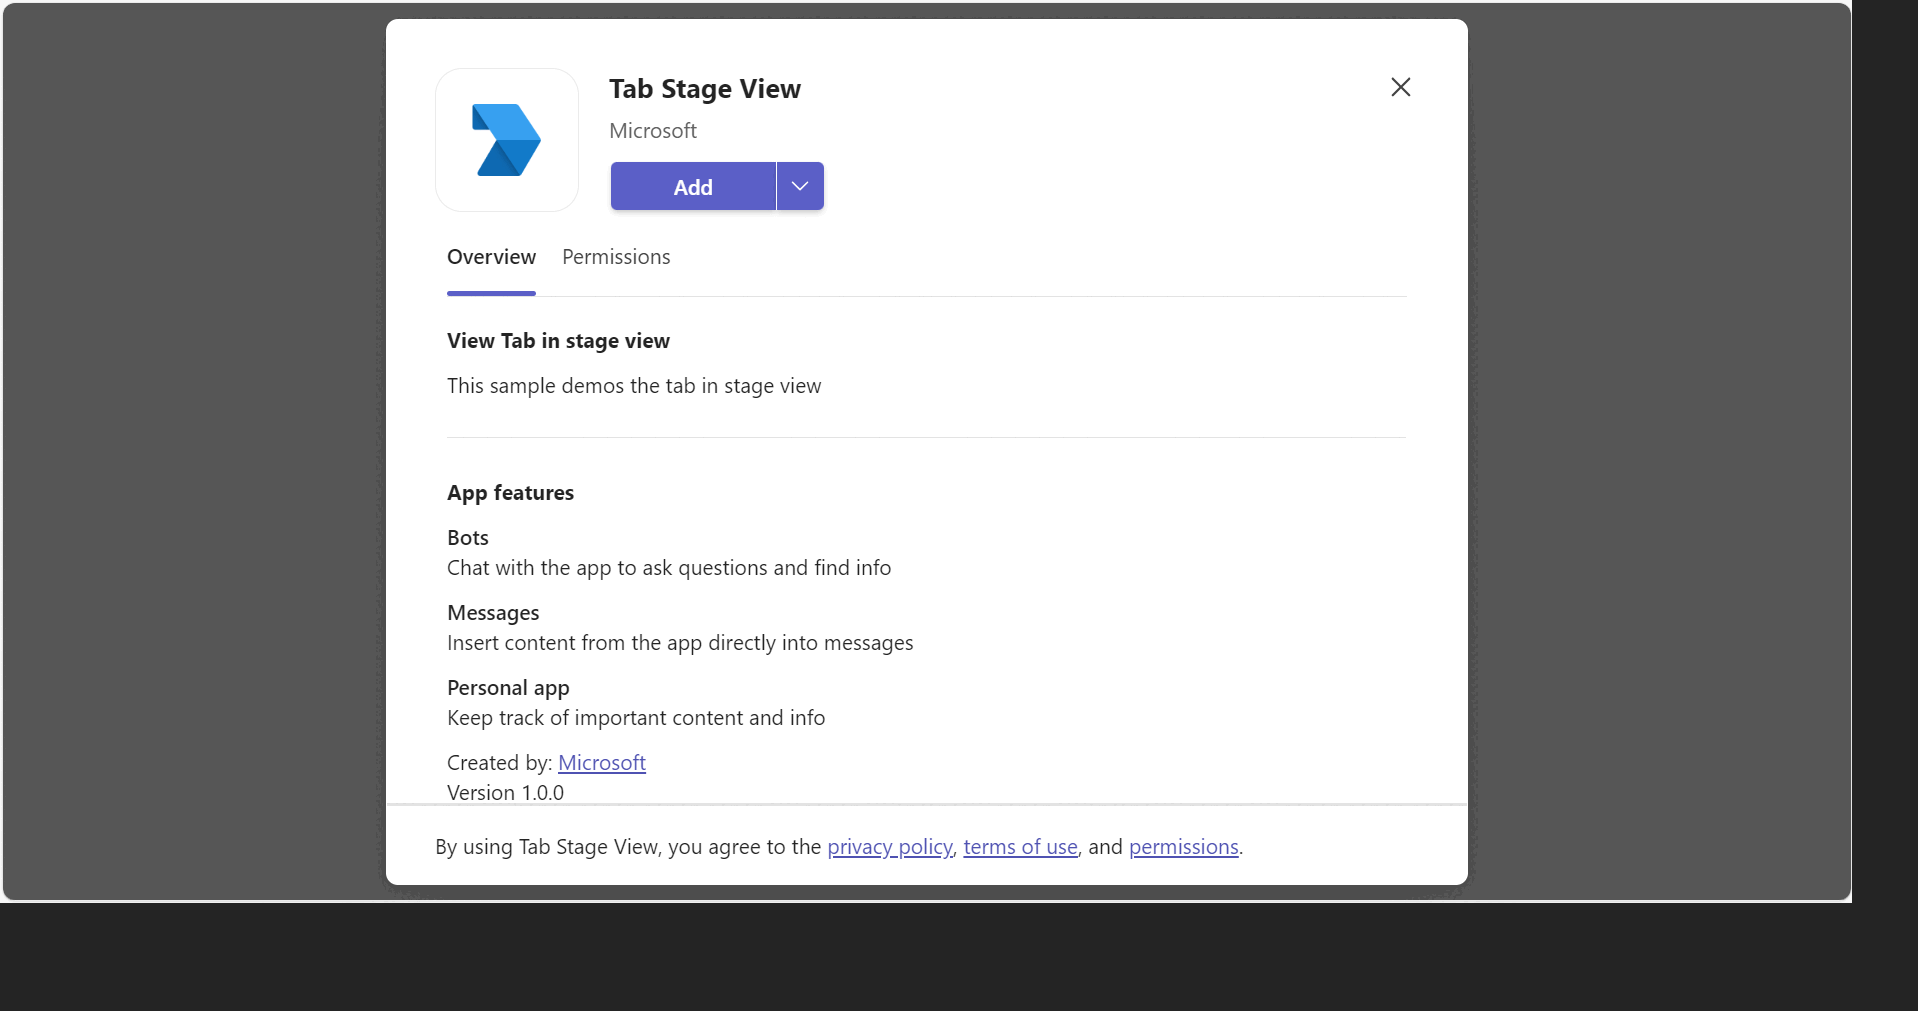 Tab Stage View
Microsoft
Add
Overview Permissions
View Tab in stage view
This sample demos the tab in stage view
App features
Bots
Chat with the app to ask questions and find info
Messages
Insert content from the app directly into messages
Personal app
Keep track of important content and info
Created by: Microsoft
Version 1.0.0
By using Tab Stage View, you agree to the privacy policy, terms of use, and permissions.